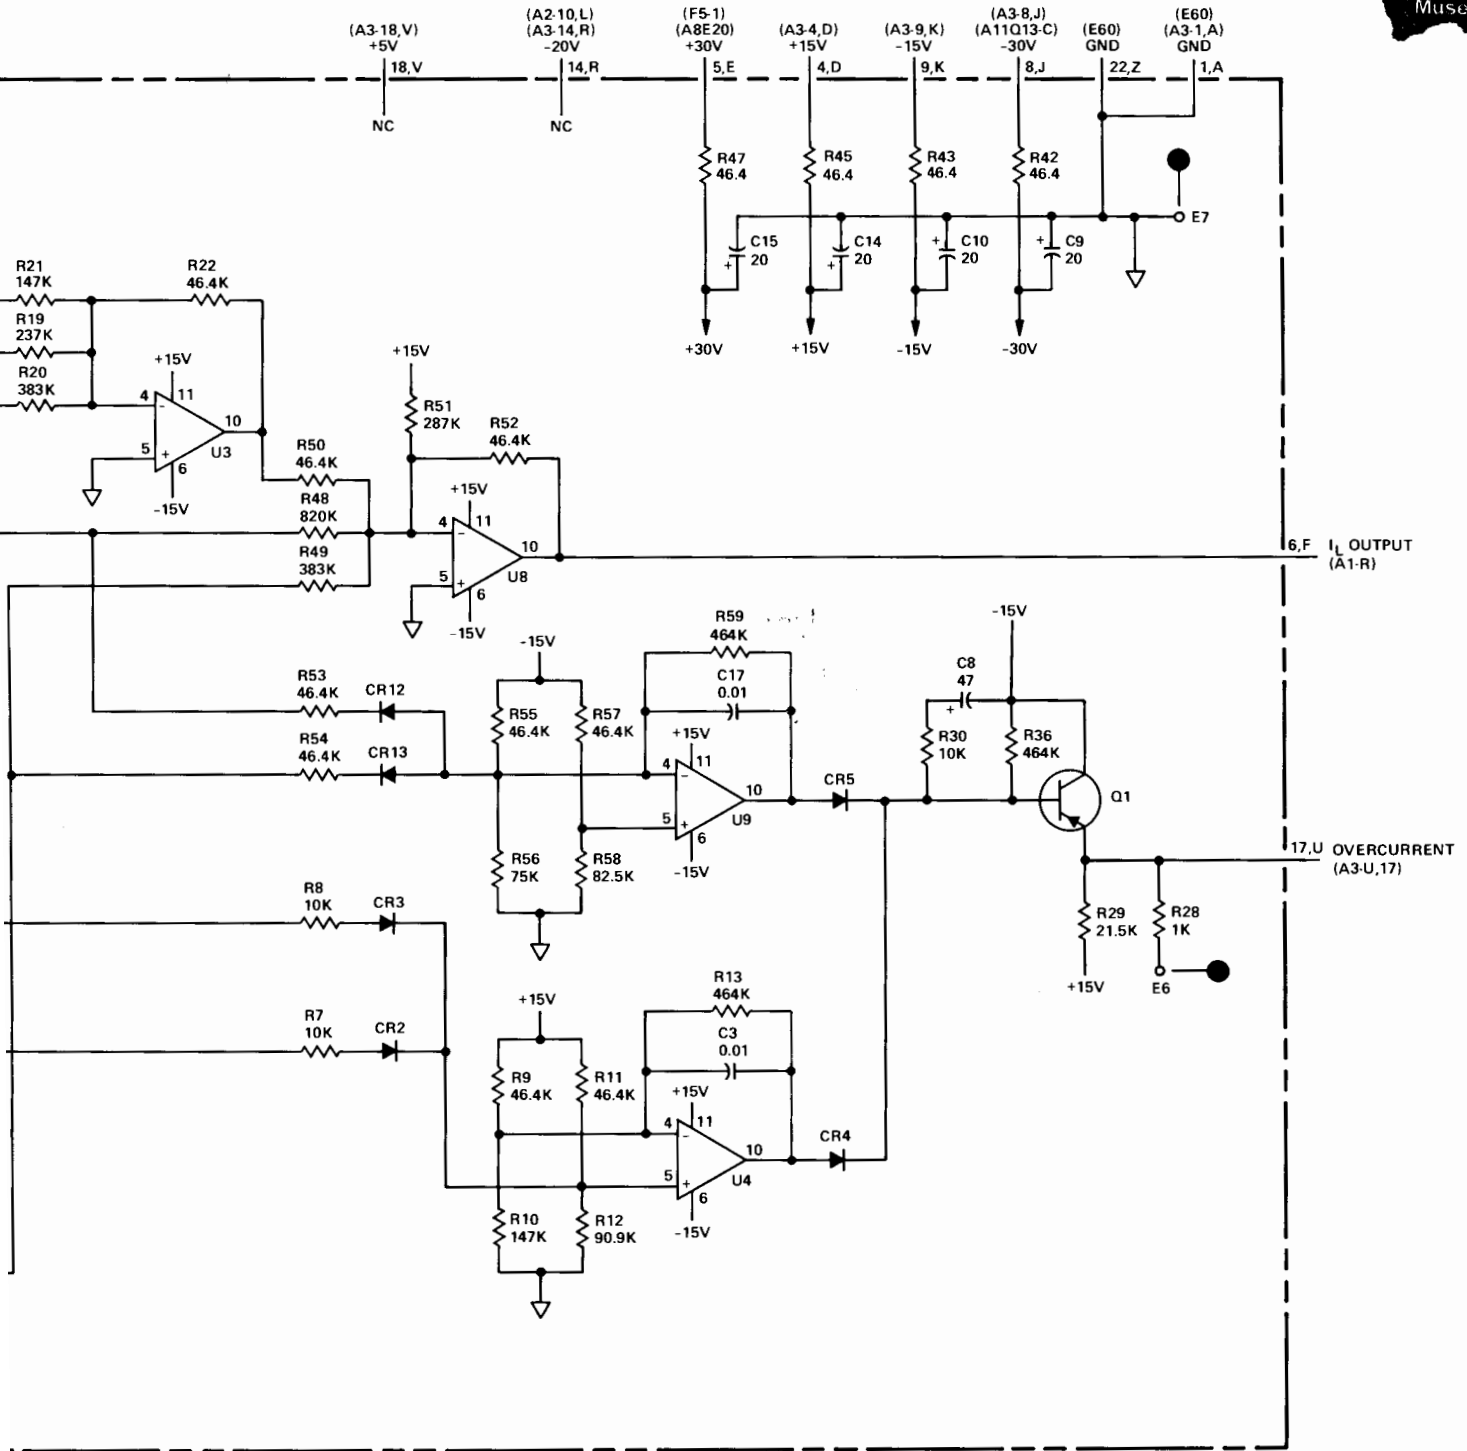 Muse
(A3-18,V)
+5V
18,V
NC
(A2-10,L)
(A3-14,R)
-20V
14,R
NC
(F5-1)
(A8E20)
+30V
5,E
(A3-4,D)
+15V
4,D
(A3-9,K)
-15V
9,K
(A3-8,J)
(A11Q13-C)
-30V
8,J
(E60)
GND
22,Z
(E60)
(A3-1,A)
GND
1,A
R47
46.4
R45
46.4
R43
46.4
R42
46.4
E7
C15
20
+
C14
20
+
C10
20
+
C9
20
+
+30V
+15V
-15V
-30V
R21
147K
R22
46.4K
R19
237K
R20
383K
+15V
4
-
11
5
+
6
10
U3
-15V
+15V
R51
287K
R52
46.4K
R50
46.4K
R48
820K
R49
383K
+15V
4
-
11
5
+
6
10
U8
-15V
6,F
IL OUTPUT
(A1-R)
R53
46.4K
CR12
R54
46.4K
CR13
-15V
R55
46.4K
R57
46.4K
R59
464K
C17
0.01
+15V
4
-
11
5
+
6
10
U9
-15V
R56
75K
R58
82.5K
CR5
-15V
C8
47
+
R30
10K
R36
464K
Q1
17,U
OVERCURRENT
(A3-U,17)
R29
21.5K
+15V
R28
1K
E6
R8
10K
CR3
R7
10K
CR2
+15V
R9
46.4K
R11
46.4K
R13
464K
C3
0.01
+15V
4
-
11
5
+
6
10
U4
-15V
CR4
R10
147K
R12
90.9K